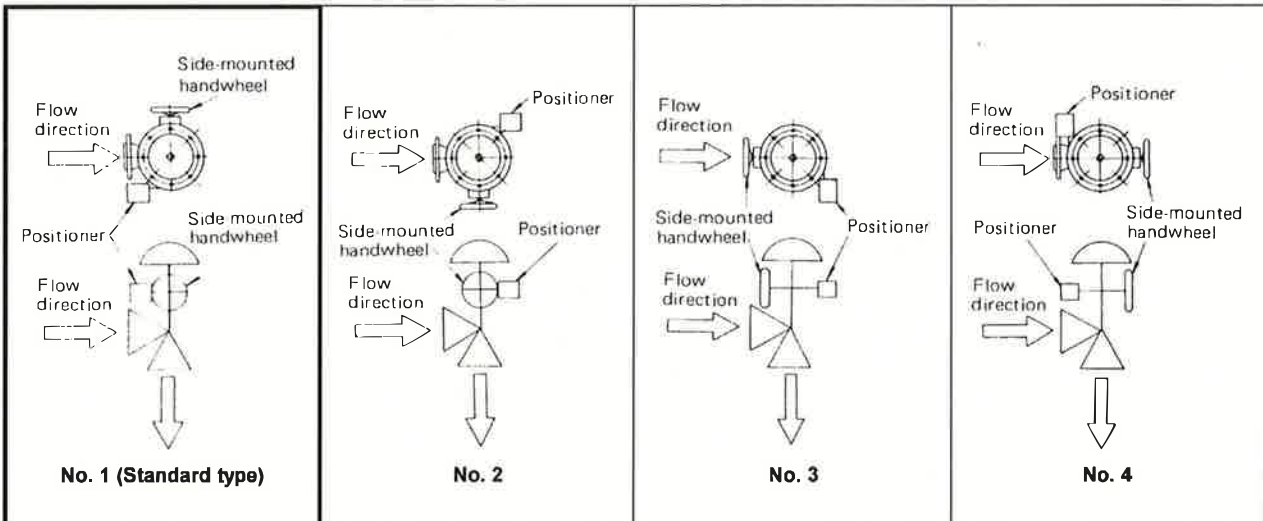 Side-mounted
handwheel
Flow
direction
Positioner
Side-mounted
handwheel
Flow
direction
No. 1 (Standard type)
Flow
direction
Positioner
Side-mounted
handwheel
Positioner
Flow
direction
No. 2
Flow
direction
Side-mounted
handwheel
Positioner
Flow
direction
No. 3
Positioner
Flow
direction
Side-mounted
handwheel
Positioner
Flow
direction
No. 4